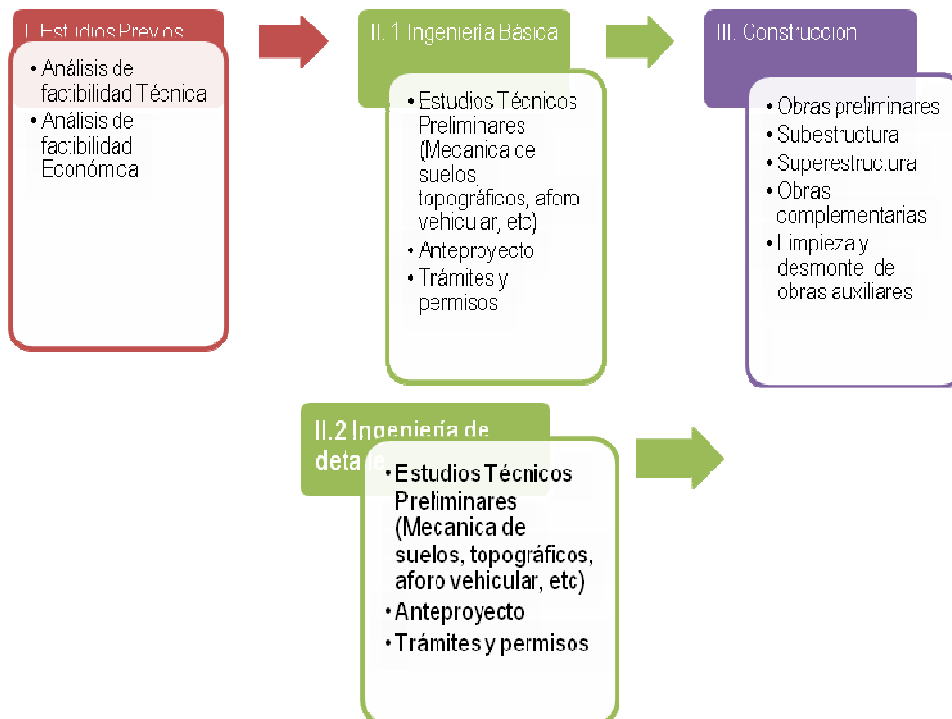 I. Estudios Previos
• Análisis de
factibilidad Técnica
• Análisis de
factibilidad
Económica
II. 1 Ingeniería Básica
• Estudios Técnicos
Preliminares
(Mecanica de
suelos,
topográficos, aforo
vehicular, etc)
• Anteproyecto
• Trámites y
permisos
III. Construcción
• Obras preliminares
• Subestructura
• Superestructura
• Obras
complementarias
• Limpieza y
desmonte de
obras auxiliares
II.2 Ingeniería de
detalle
• Estudios Técnicos
Preliminares
(Mecanica de
suelos, topográficos,
aforo vehicular, etc)
• Anteproyecto
• Trámites y permisos